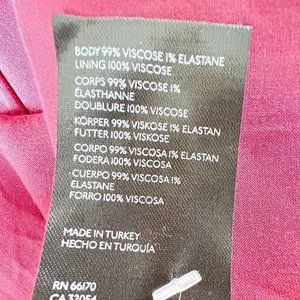 BODY 99% VISCOSE 1% ELASTANE
LINING 100% VISCOSE
CORPS 99% VISCOSE 1%
ÉLASTHANNE
DOUBLURE 100% VISCOSE
KÖRPER 99% VISKOSE 1% ELASTAN
FUTTER 100% VISKOSE
CORPO 99% VISCOSA 1% ELASTAN
FODERA 100% VISCOSA
CUERPO 99% VISCOSA 1%
ELASTANE
FORRO 100% VISCOSA
MADE IN TURKEY
HECHO EN TURQUÍA
RN 66170
CA 32054